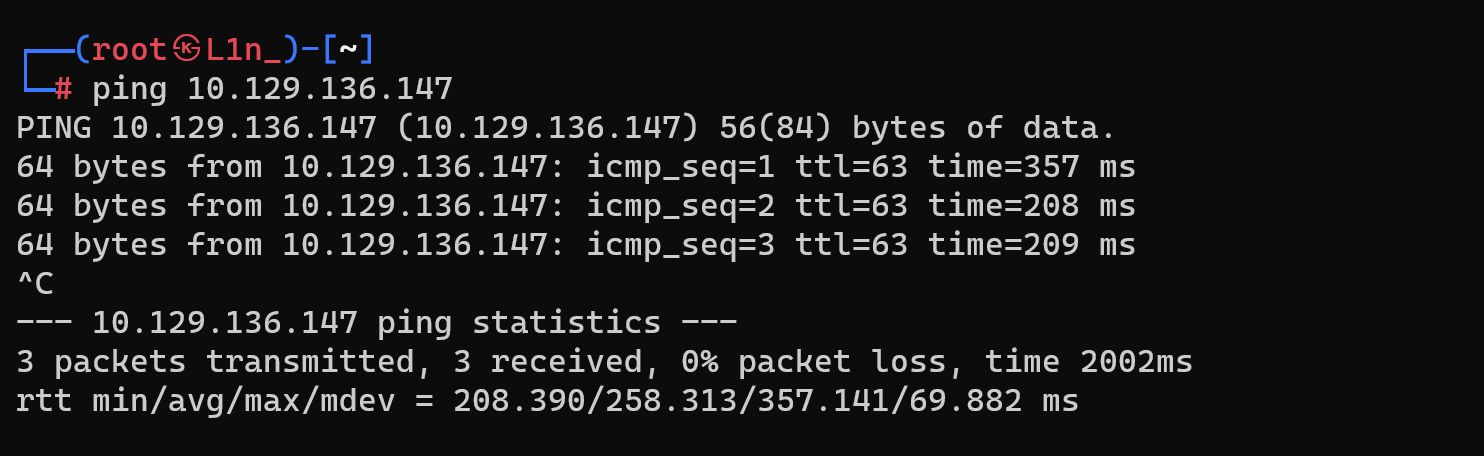 ┌──(root㉿L1n_)-[~]
└─# ping 10.129.136.147
PING 10.129.136.147 (10.129.136.147) 56(84) bytes of data.
64 bytes from 10.129.136.147: icmp_seq=1 ttl=63 time=357 ms
64 bytes from 10.129.136.147: icmp_seq=2 ttl=63 time=208 ms
64 bytes from 10.129.136.147: icmp_seq=3 ttl=63 time=209 ms
^C
--- 10.129.136.147 ping statistics ---
3 packets transmitted, 3 received, 0% packet loss, time 2002ms
rtt min/avg/max/mdev = 208.390/258.313/357.141/69.882 ms